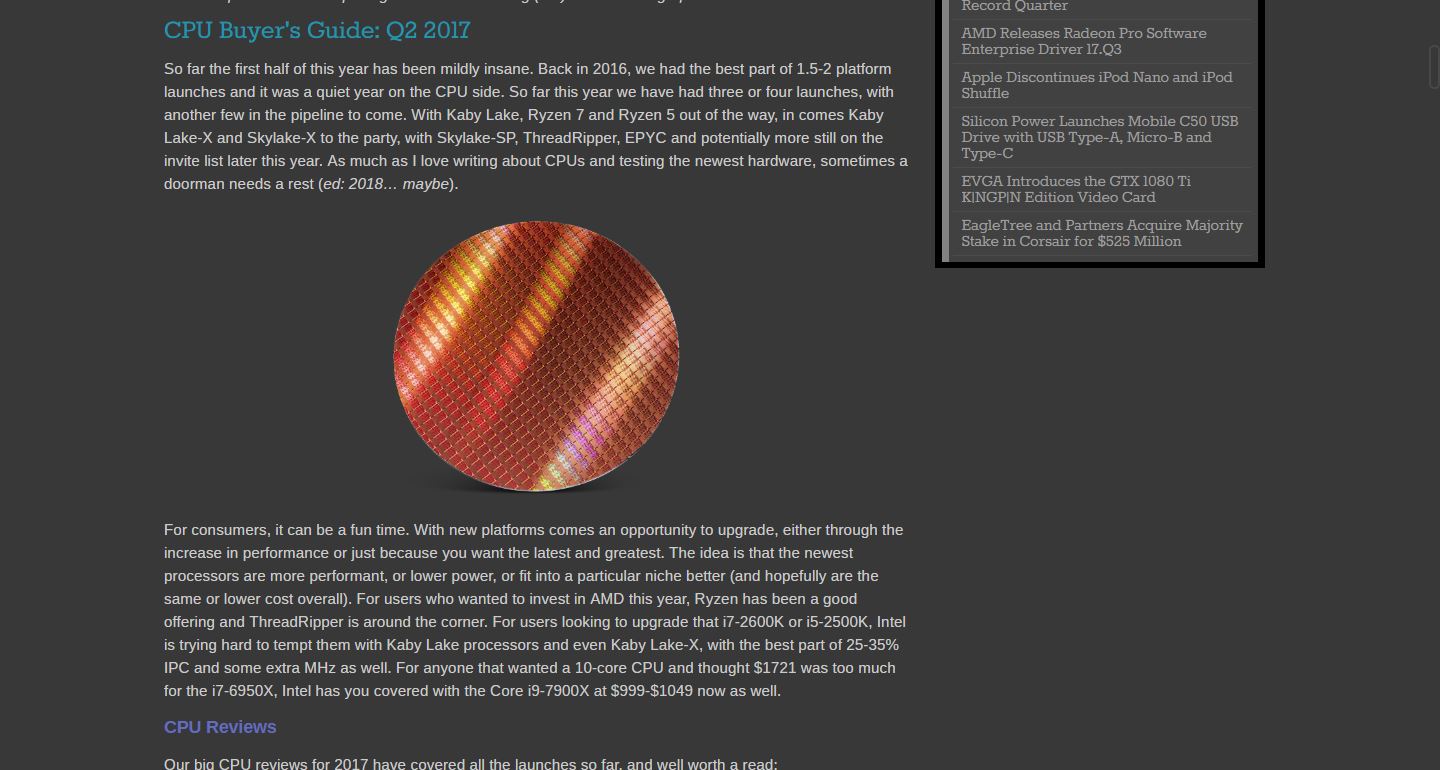 CPU Buyer's Guide: Q2 2017
So far the first half of this year has been mildly insane. Back in 2016, we had the best part of 1.5-2 platform
launches and it was a quiet year on the CPU side. So far this year we have had three or four launches, with
another few in the pipeline to come. With Kaby Lake, Ryzen 7 and Ryzen 5 out of the way, in comes Kaby
Lake-X and Skylake-X to the party, with Skylake-SP, ThreadRipper, EPYC and potentially more still on the
invite list later this year. As much as I love writing about CPUs and testing the newest hardware, sometimes a
doorman needs a rest (ed: 2018… maybe).
For consumers, it can be a fun time. With new platforms comes an opportunity to upgrade, either through the
increase in performance or just because you want the latest and greatest. The idea is that the newest
processors are more performant, or lower power, or fit into a particular niche better (and hopefully are the
same or lower cost overall). For users who wanted to invest in AMD this year, Ryzen has been a good
offering and ThreadRipper is around the corner. For users looking to upgrade that i7-2600K or i5-2500K, Intel
is trying hard to tempt them with Kaby Lake processors and even Kaby Lake-X, with the best part of 25-35%
IPC and some extra MHz as well. For anyone that wanted a 10-core CPU and thought $1721 was too much
for the i7-6950X, Intel has you covered with the Core i9-7900X at $999-$1049 now as well.
CPU Reviews
Our big CPU reviews for 2017 have covered all the launches so far, and well worth a read:
Record Quarter
AMD Releases Radeon Pro Software
Enterprise Driver 17.Q3
Apple Discontinues iPod Nano and iPod
Shuffle
Silicon Power Launches Mobile C50 USB
Drive with USB Type-A, Micro-B and
Type-C
EVGA Introduces the GTX 1080 Ti
K|NGP|N Edition Video Card
EagleTree and Partners Acquire Majority
Stake in Corsair for $525 Million